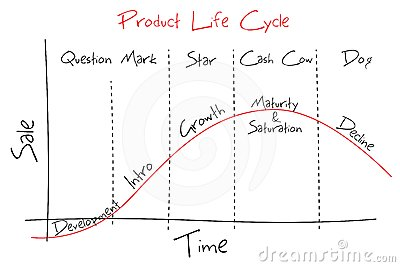 Product Life Cycle
Question Mark
Star
Cash Cow
Dog
Sale
Development
Intro
Growth
Maturity
&
Saturation
Decline
Time
dreamstime.com